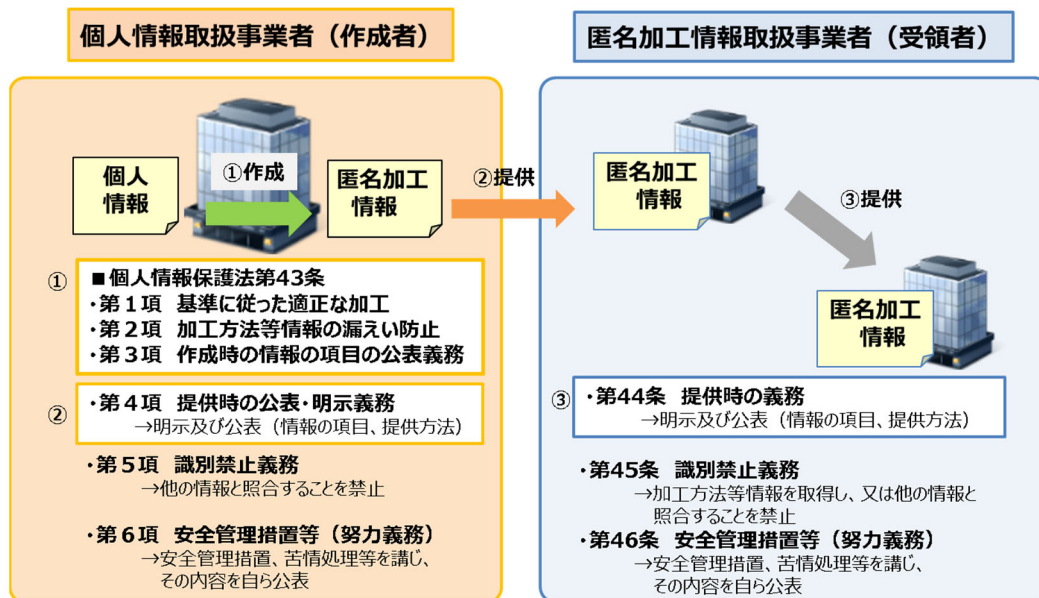 個人情報取扱事業者（作成者）
個人
情報
①作成
匿名加工
情報
②提供
①
■個人情報保護法第43条
・第１項 基準に従った適正な加工
・第２項 加工方法等情報の漏えい防止
・第３項 作成時の情報の項目の公表義務
②
・第４項 提供時の公表・明示義務
→明示及び公表（情報の項目、提供方法）
・第５項 識別禁止義務
→他の情報と照合することを禁止
・第６項 安全管理措置等（努力義務）
→安全管理措置、苦情処理等を講じ、
その内容を自ら公表
匿名加工情報取扱事業者（受領者）
匿名加工
情報
③提供
匿名加工
情報
③
・第44条 提供時の義務
→明示及び公表（情報の項目、提供方法）
・第45条 識別禁止義務
→加工方法等情報を取得し、又は他の情報と
照合することを禁止
・第46条 安全管理措置等（努力義務）
→安全管理措置、苦情処理等を講じ、
その内容を自ら公表